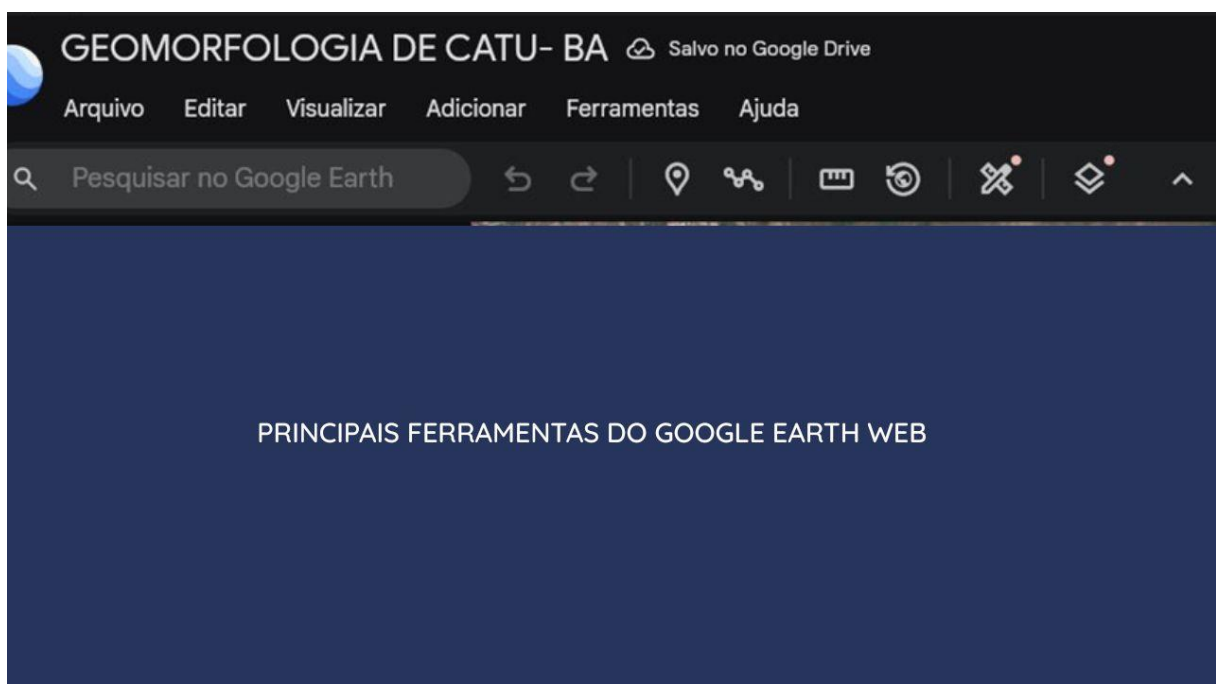 GEOMORFOLOGIA DE CATU- BA Salvo no Google Drive
Arquivo Editar Visualizar Adicionar Ferramentas Ajuda
Pesquisar no Google Earth
PRINCIPAIS FERRAMENTAS DO GOOGLE EARTH WEB